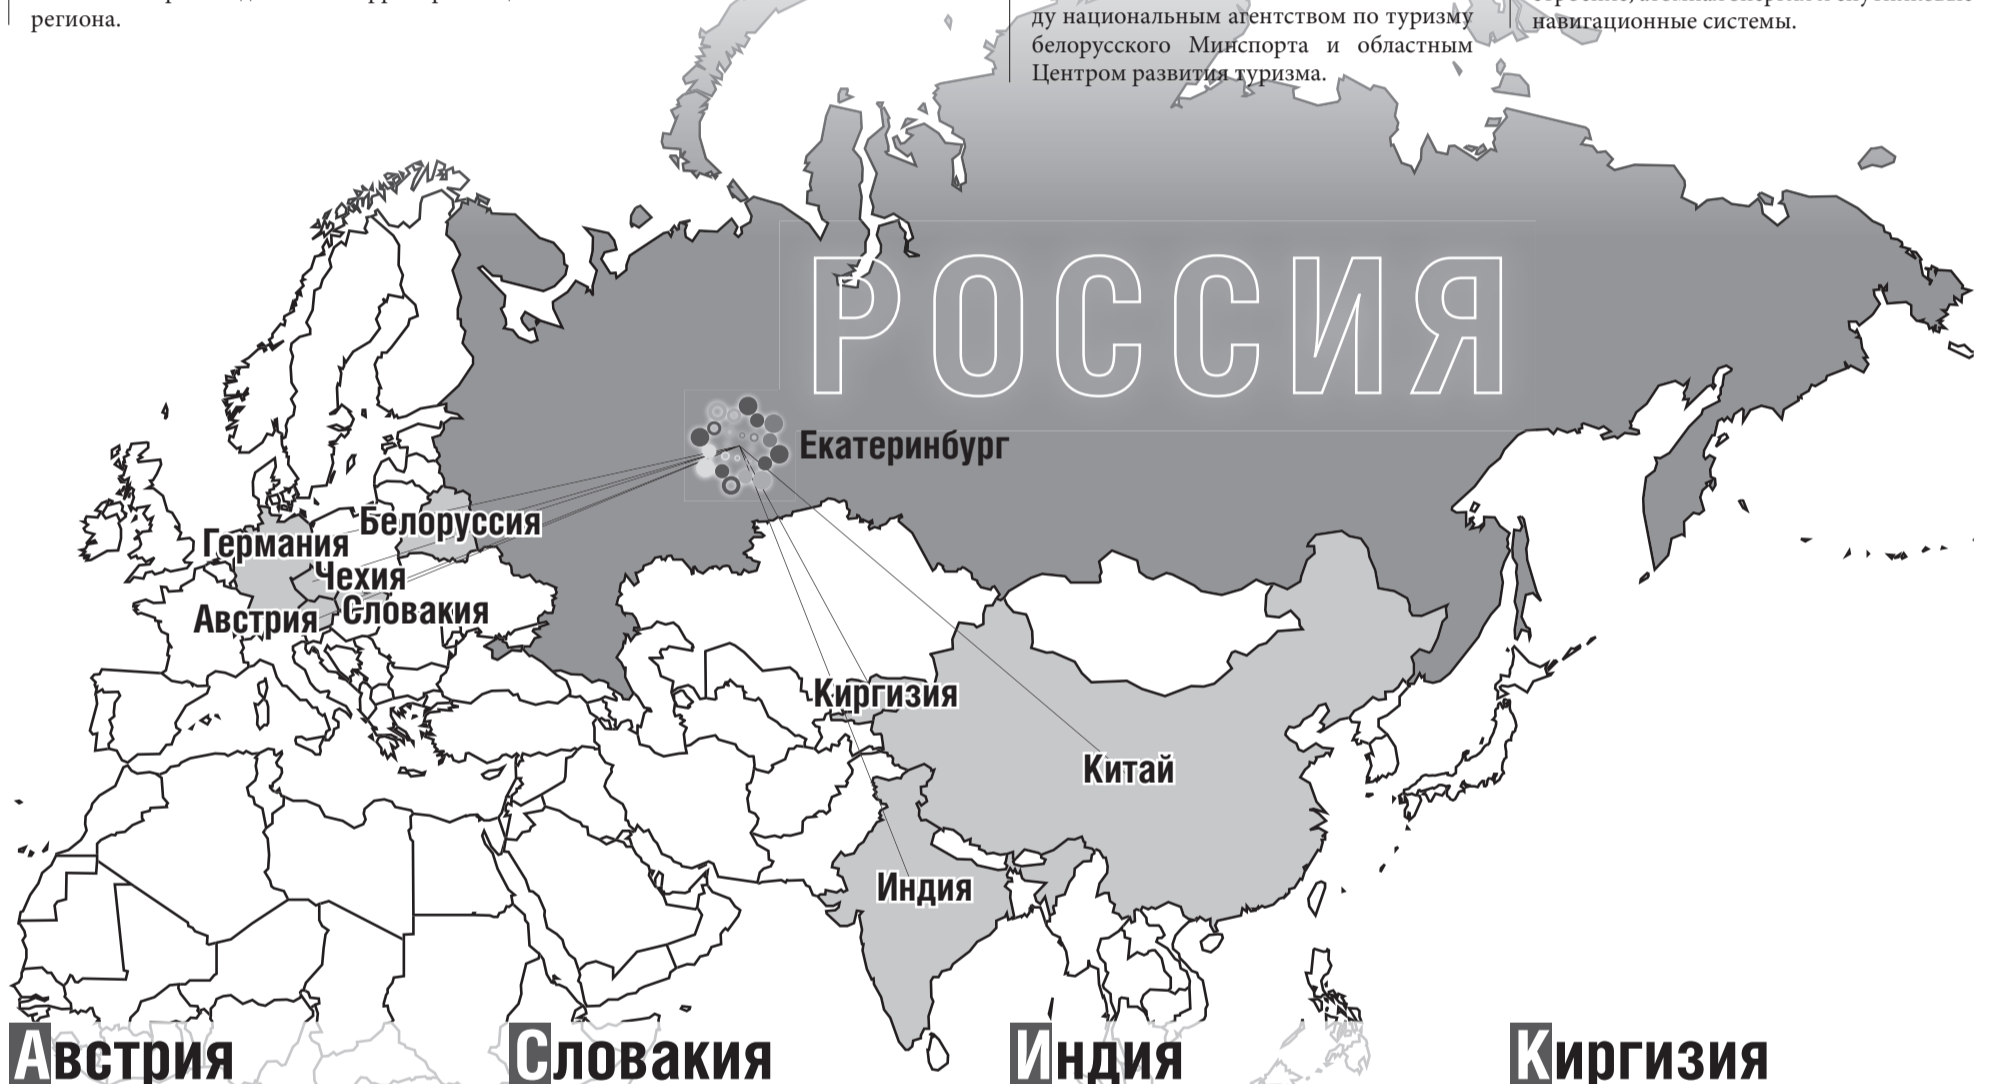 региона.
ду национальным агентством по туризму
белорусского Минспорта и областным
Центром развития туризма.
навигационные системы.
РОССИЯ
Екатеринбург
Белоруссия
Германия
Чехия
Словакия
Австрия
Киргизия
Китай
Индия
Австрия
Словакия
Индия
Киргизия